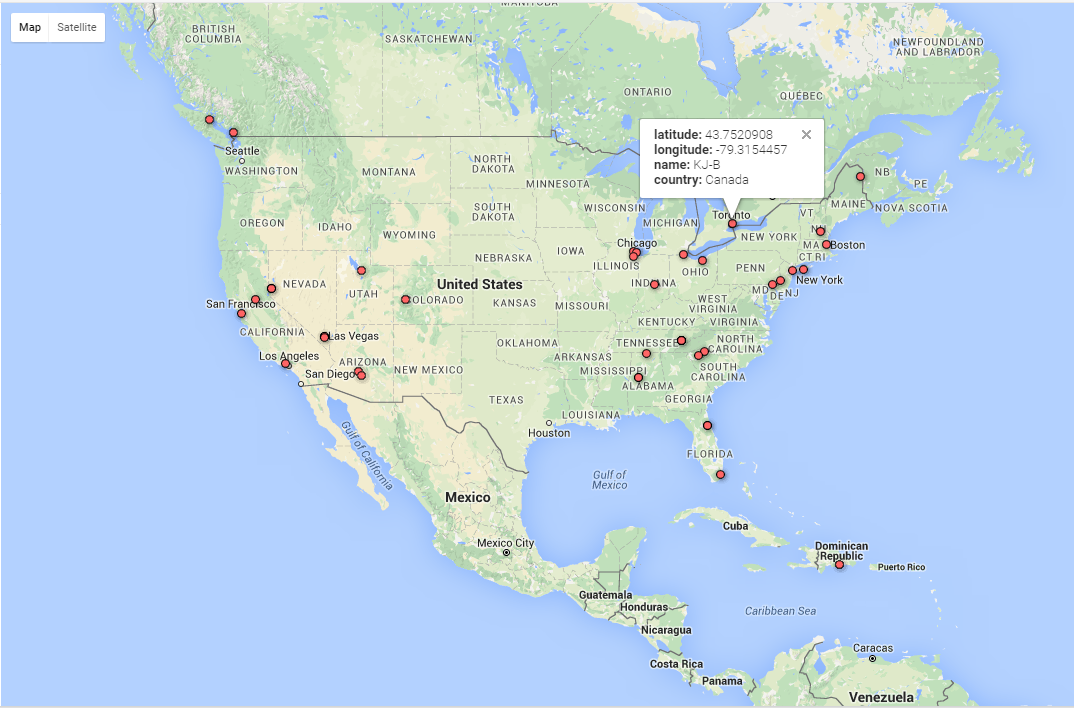 MANITOBA
Map Satellite
BRITISH
COLUMBIA
SASKATCHEWAN
NEWFOUNDLAND
AND LABRADOR
ONTARIO
QUÉBEC
latitude: 43.7520908
longitude: -79.3154457
name: KJ-B
country: Canada
Seattle
WASHINGTON
MONTANA
NORTH
DAKOTA
MINNESOTA
NB
PE
MAINE
NOVA SCOTIA
SOUTH
DAKOTA
WISCONSIN
MICHIGAN
Toronto
VT
OREGON
IDAHO
WYOMING
NEW YORK
MA
Boston
CT RI
Chicago
IOWA
ILLINOIS
NEBRASKA
OHIO
PENN
New York
NEVADA
UTAH
United States
INDIANA
MD
DE
NJ
San Francisco
COLORADO
KANSAS
MISSOURI
WEST
VIRGINIA
KENTUCKY
VIRGINIA
CALIFORNIA
Las Vegas
OKLAHOMA
TENNESSEE
NORTH
CAROLINA
Los Angeles
ARIZONA
NEW MEXICO
ARKANSAS
MISSISSIPPI
SOUTH
CAROLINA
San Diego
ALABAMA
TEXAS
GEORGIA
LOUISIANA
Houston
FLORIDA
Gulf of California
Gulf of
Mexico
Mexico
Cuba
Mexico City
Dominican
Republic
Puerto Rico
Guatemala
Honduras
Caribbean Sea
Nicaragua
Caracas
Costa Rica
Panama
Venezuela